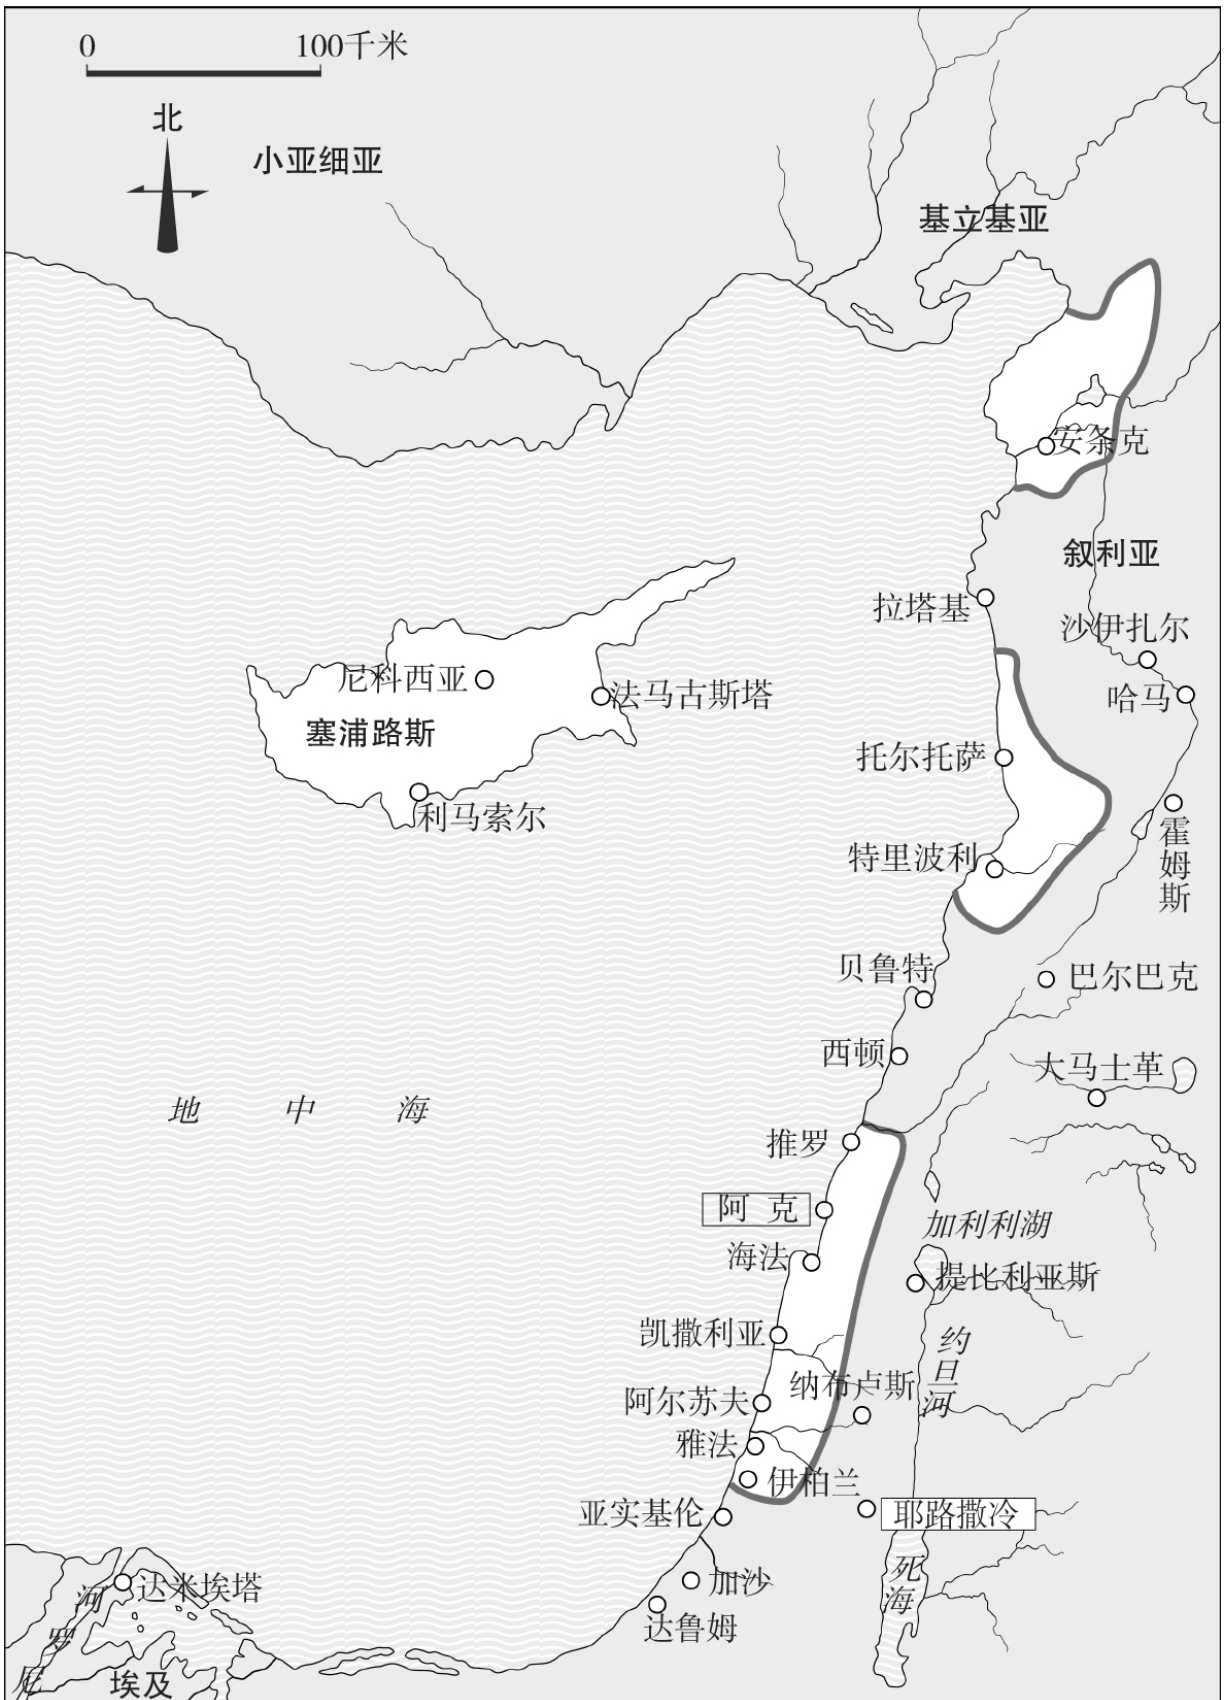 0
100千米
北
小亚细亚
基立基亚
安条克
叙利亚
拉塔基
沙伊扎尔
尼科西亚
法马古斯塔
哈马
塞浦路斯
托尔托萨
利马索尔
霍姆斯
特里波利
贝鲁特
巴尔巴克
西顿
大马士革
地中海
推罗
阿克
加利利湖
海法
提比利亚斯
凯撒利亚
约旦河
纳布卢斯
阿尔苏夫
雅法
伊柏兰
亚实基伦
耶路撒冷
死海
加沙
达米埃塔
达鲁姆
尼罗河
埃及